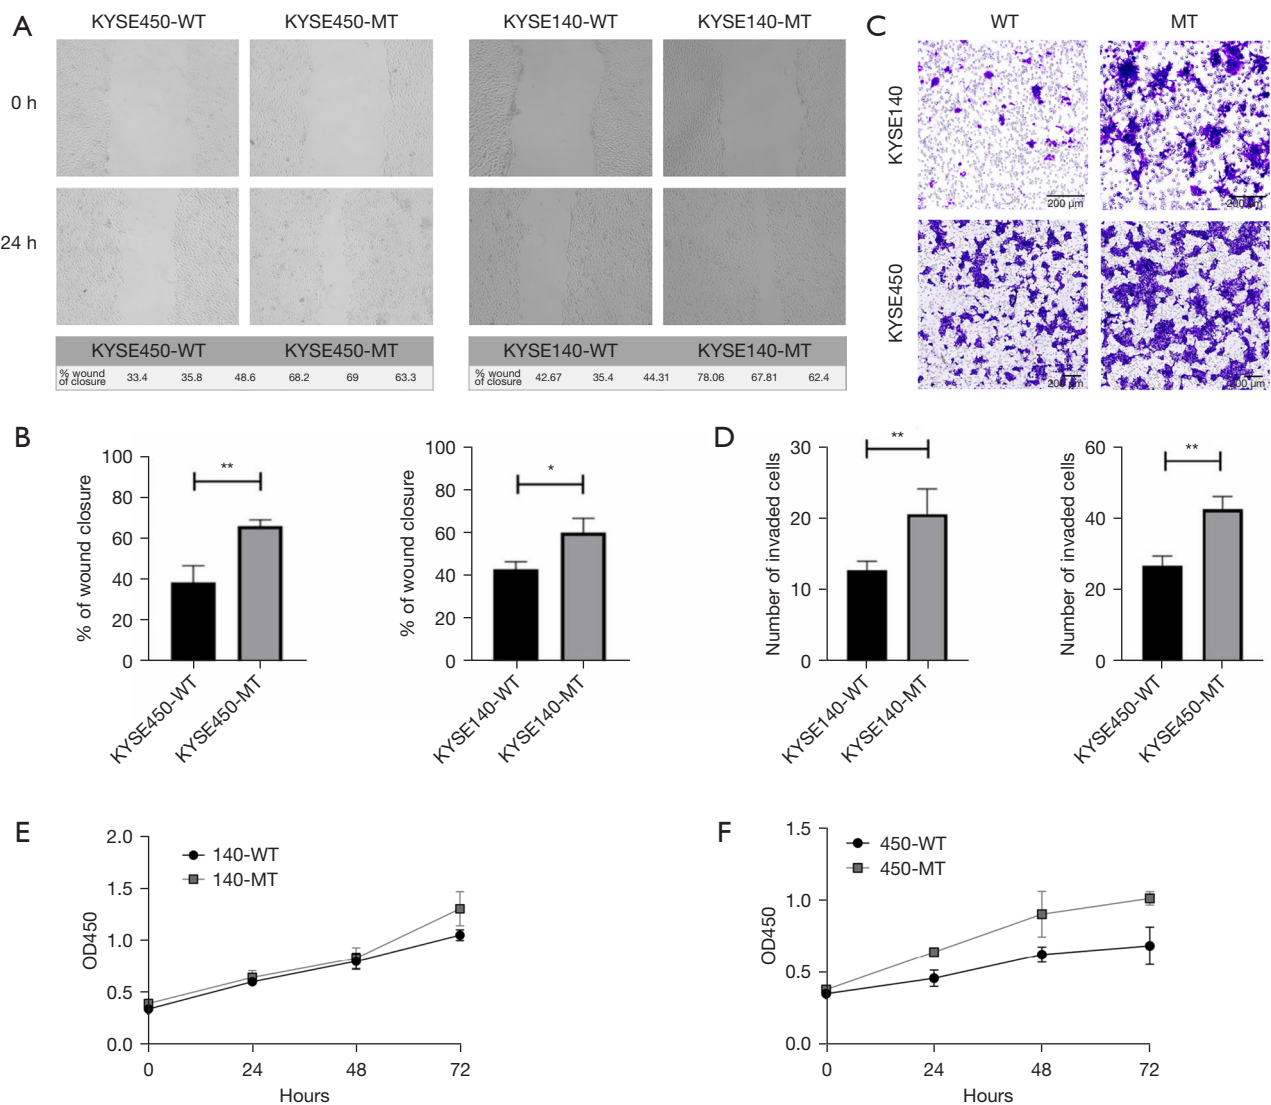 A
KYSE450-WT KYSE450-MT KYSE140-WT KYSE140-MT
0 h
24 h
KYSE450-WT KYSE450-MT
% wound of closure 33.4 35.8 48.6 68.2 69 63.3
KYSE140-WT KYSE140-MT
% wound of closure 42.67 35.4 44.31 78.06 67.81 62.4
C
WT MT
KYSE140
200 µm 200 µm
KYSE450
200 µm
B
% of wound closure
100
80
60
40
20
0
**
KYSE450-WT
KYSE450-MT
% of wound closure
100
80
60
40
20
0
*
KYSE140-WT
KYSE140-MT
D
Number of invaded cells
30
20
10
0
**
KYSE140-WT
KYSE140-MT
Number of invaded cells
60
40
20
0
**
KYSE450-WT
KYSE450-MT
E
OD450
2.0
1.5
1.0
0.5
0.0
140-WT
140-MT
0 24 48 72
Hours
F
OD450
1.5
1.0
0.5
0.0
450-WT
450-MT
0 24 48 72
Hours